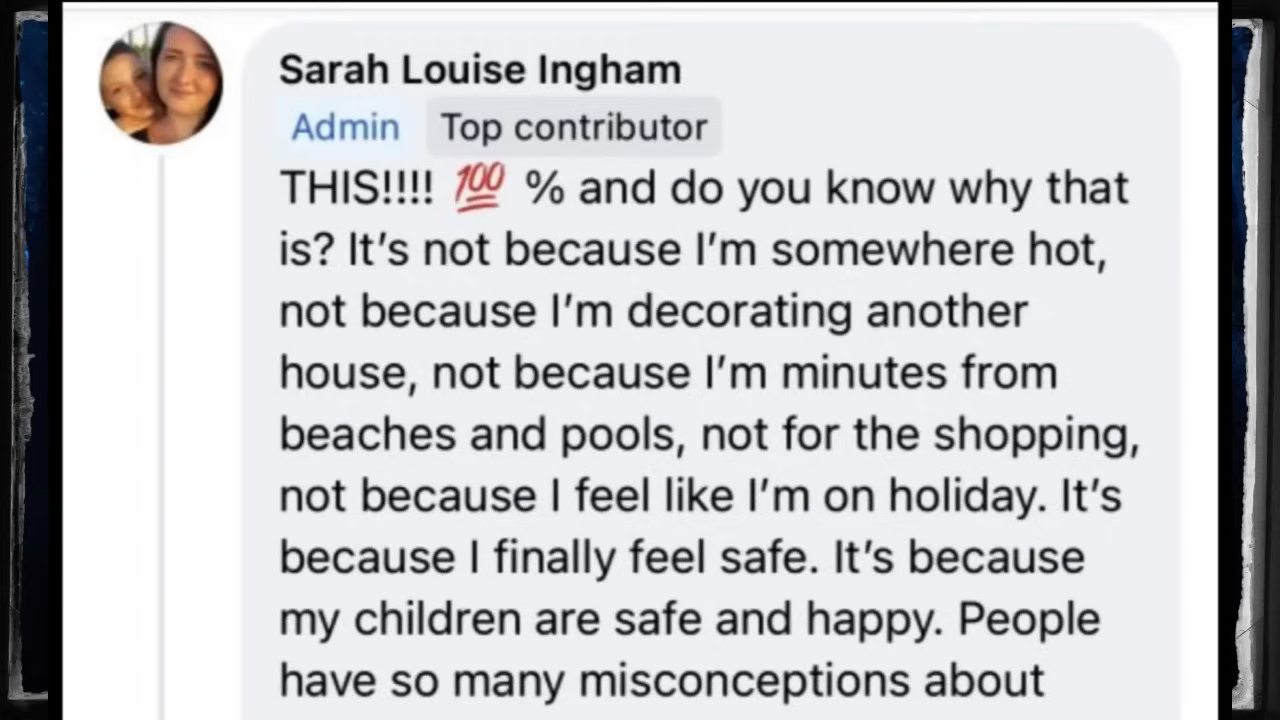 Sarah Louise Ingham
Admin Top contributor
THIS!!!! 💯 % and do you know why that
is? It’s not because I’m somewhere hot,
not because I’m decorating another
house, not because I’m minutes from
beaches and pools, not for the shopping,
not because I feel like I’m on holiday. It’s
because I finally feel safe. It’s because
my children are safe and happy. People
have so many misconceptions about